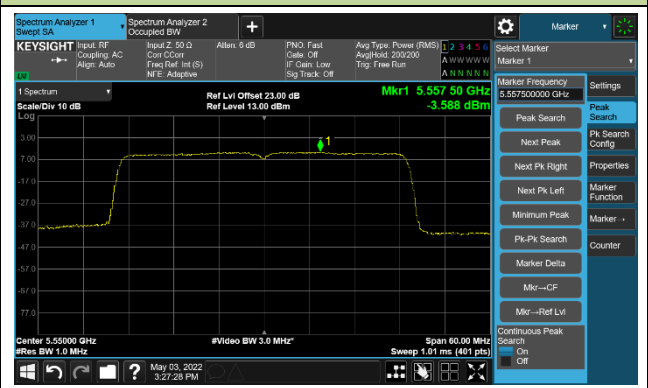 Spectrum Analyzer 1
Swept SA
Spectrum Analyzer 2
Occupied BW
+
Marker
KEYSIGHT
Input: RF
Coupling: AC
Align: Auto
Input Z: 50 Ω
Corr CCorr
Freq Ref: Int (S)
NFE: Adaptive
Atten: 6 dB
PNO: Fast
Gate: Off
IF Gain: Low
Sig Track: Off
Avg Type: Power (RMS)
Avg|Hold: 200/200
Trig: Free Run
1 2 3 4 5 6
A W W W W W
A N N N N N
Select Marker
Marker 1
LXI
1 Spectrum
Scale/Div 10 dB
Log
Ref Lvl Offset 23.00 dB
Ref Level 13.00 dBm
Mkr1 5.557 50 GHz
-3.588 dBm
3.00
-7.00
-17.0
-27.0
-37.0
-47.0
-57.0
-67.0
-77.0
1
Center 5.55000 GHz
#Res BW 1.0 MHz
#Video BW 3.0 MHz*
Span 60.00 MHz
Sweep 1.01 ms (401 pts)
Marker Frequency
5.557500000 GHz
Peak Search
Next Peak
Next Pk Right
Next Pk Left
Minimum Peak
Pk-Pk Search
Marker Delta
Mkr→CF
Mkr→Ref Lvl
Continuous Peak
Search
On
Off
Settings
Peak
Search
Pk Search
Config
Properties
Marker
Function
Marker→
Counter
?
May 03, 2022
3:27:28 PM